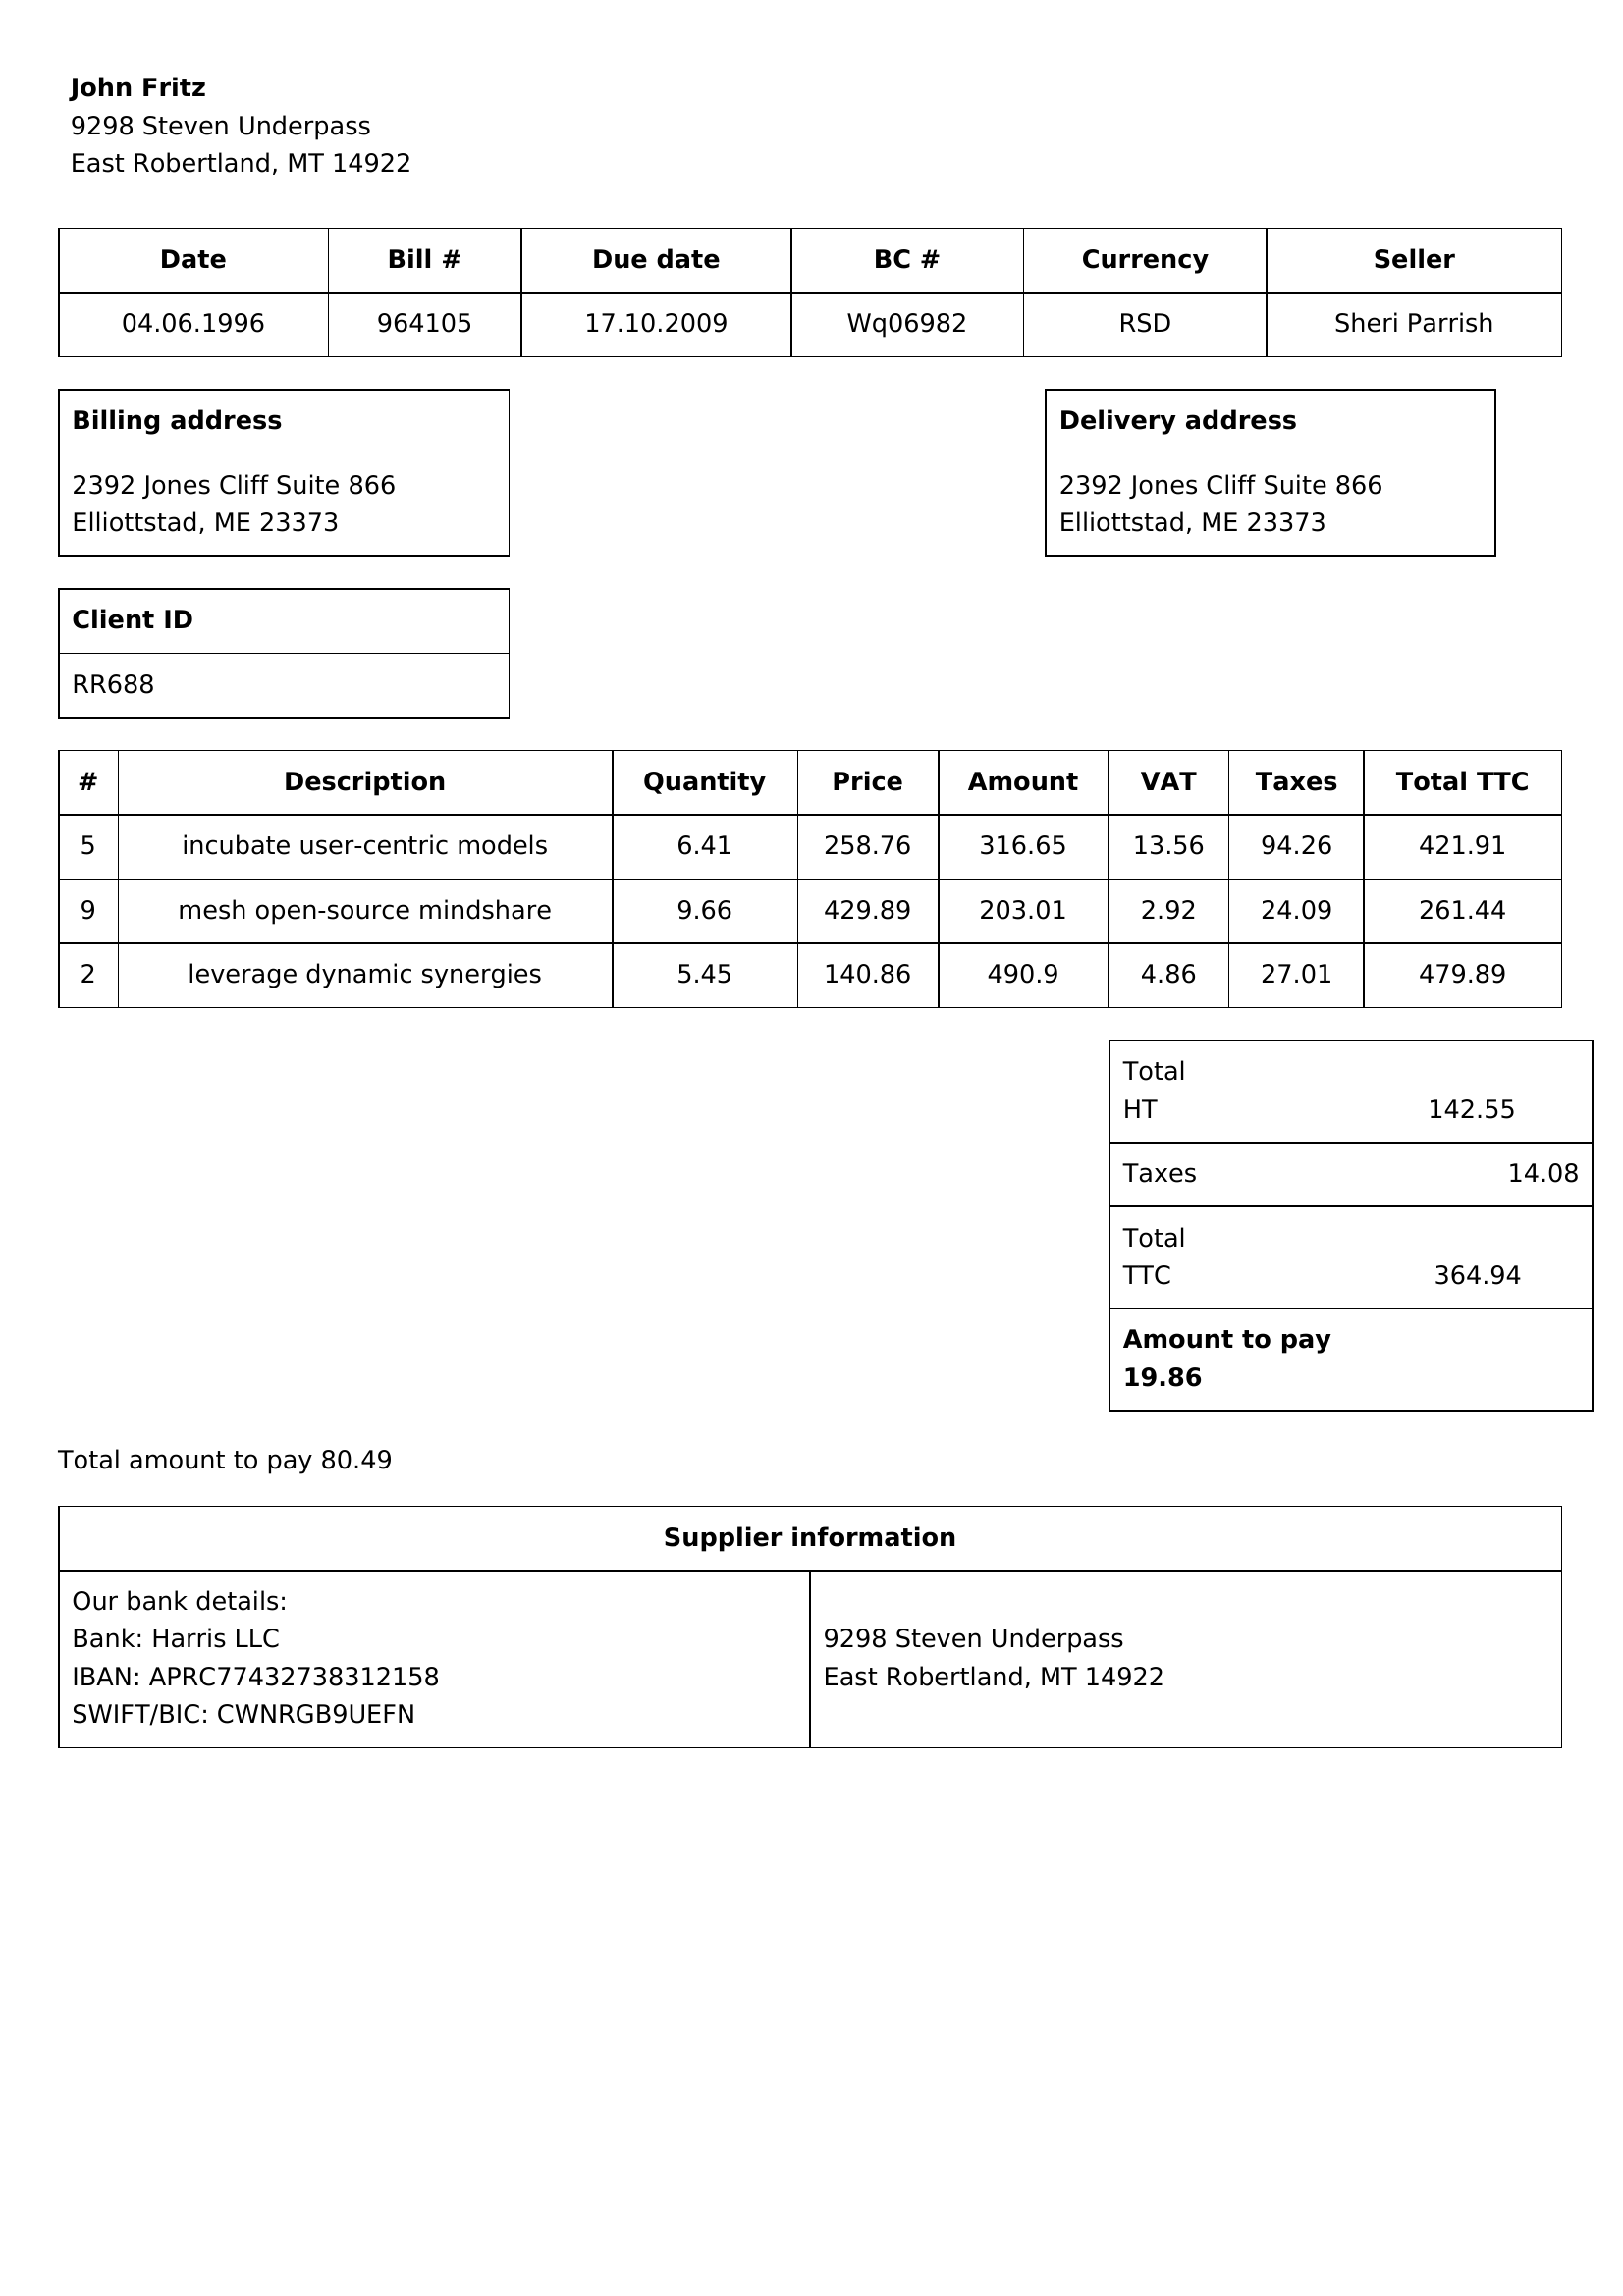 John Fritz
9298 Steven Underpass
East Robertland, MT 14922
Date Bill # Due date BC # Currency Seller
04.06.1996 964105 17.10.2009 Wq06982 RSD Sheri Parrish
Billing address
2392 Jones Cliff Suite 866
Elliottstad, ME 23373
Delivery address
2392 Jones Cliff Suite 866
Elliottstad, ME 23373
Client ID
RR688
# Description Quantity Price Amount VAT Taxes Total TTC
5 incubate user-centric models 6.41 258.76 316.65 13.56 94.26 421.91
9 mesh open-source mindshare 9.66 429.89 203.01 2.92 24.09 261.44
2 leverage dynamic synergies 5.45 140.86 490.9 4.86 27.01 479.89
Total
HT 142.55
Taxes 14.08
Total
TTC 364.94
Amount to pay
19.86
Total amount to pay 80.49
Supplier information
Our bank details:
Bank: Harris LLC
IBAN: APRC77432738312158
SWIFT/BIC: CWNRGB9UEFN
9298 Steven Underpass
East Robertland, MT 14922